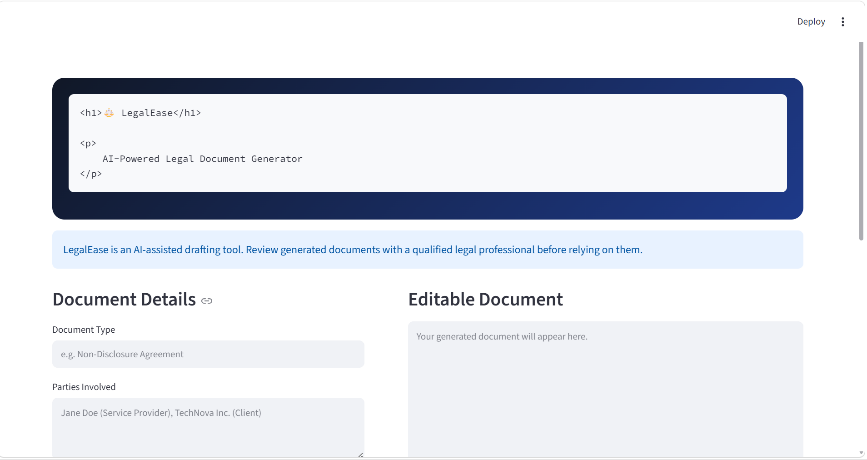 Deploy
<h1>⚖️ LegalEase</h1>
<p>
AI-Powered Legal Document Generator
</p>
LegalEase is an AI-assisted drafting tool. Review generated documents with a qualified legal professional before relying on them.
Document Details
Editable Document
Document Type
e.g. Non-Disclosure Agreement
Your generated document will appear here.
Parties Involved
Jane Doe (Service Provider), TechNova Inc. (Client)